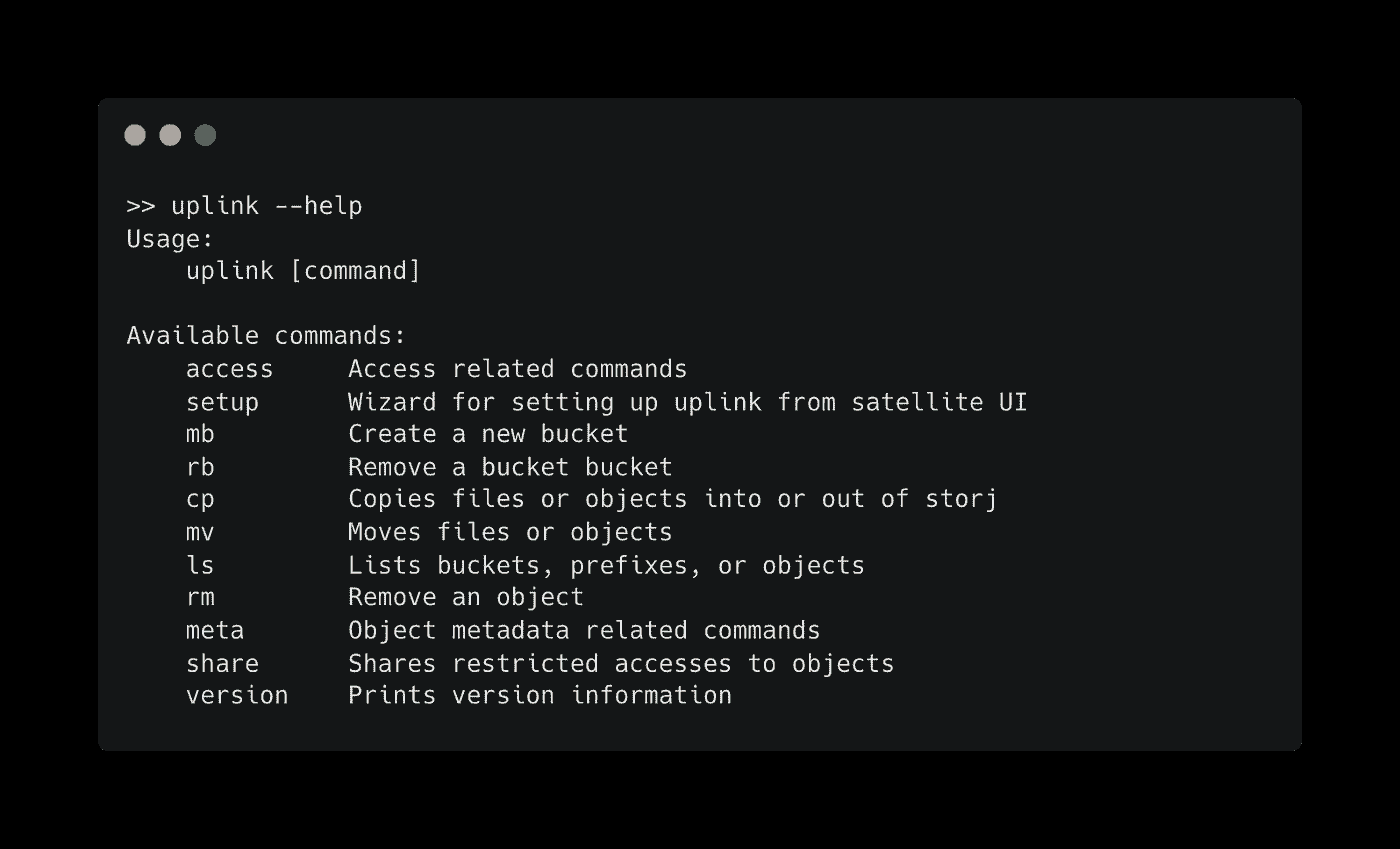 >> uplink --help
Usage:
    uplink [command]

Available commands:
    access     Access related commands
    setup      Wizard for setting up uplink from satellite UI
    mb         Create a new bucket
    rb         Remove a bucket bucket
    cp         Copies files or objects into or out of storj
    mv         Moves files or objects
    ls         Lists buckets, prefixes, or objects
    rm         Remove an object
    meta       Object metadata related commands
    share      Shares restricted accesses to objects
    version    Prints version information